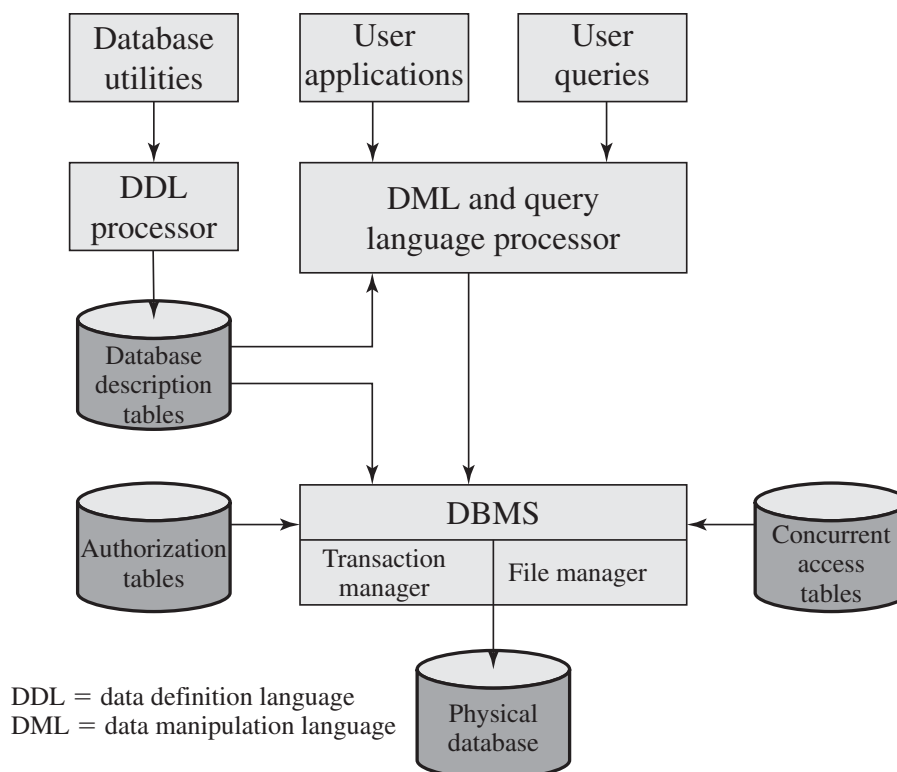 Database
utilities
User
applications
User
queries
DDL
processor
DML and query
language processor
Database
description
tables
DBMS
Transaction
manager
File manager
Authorization
tables
Concurrent
access
tables
Physical
database
DDL = data definition language
DML = data manipulation language